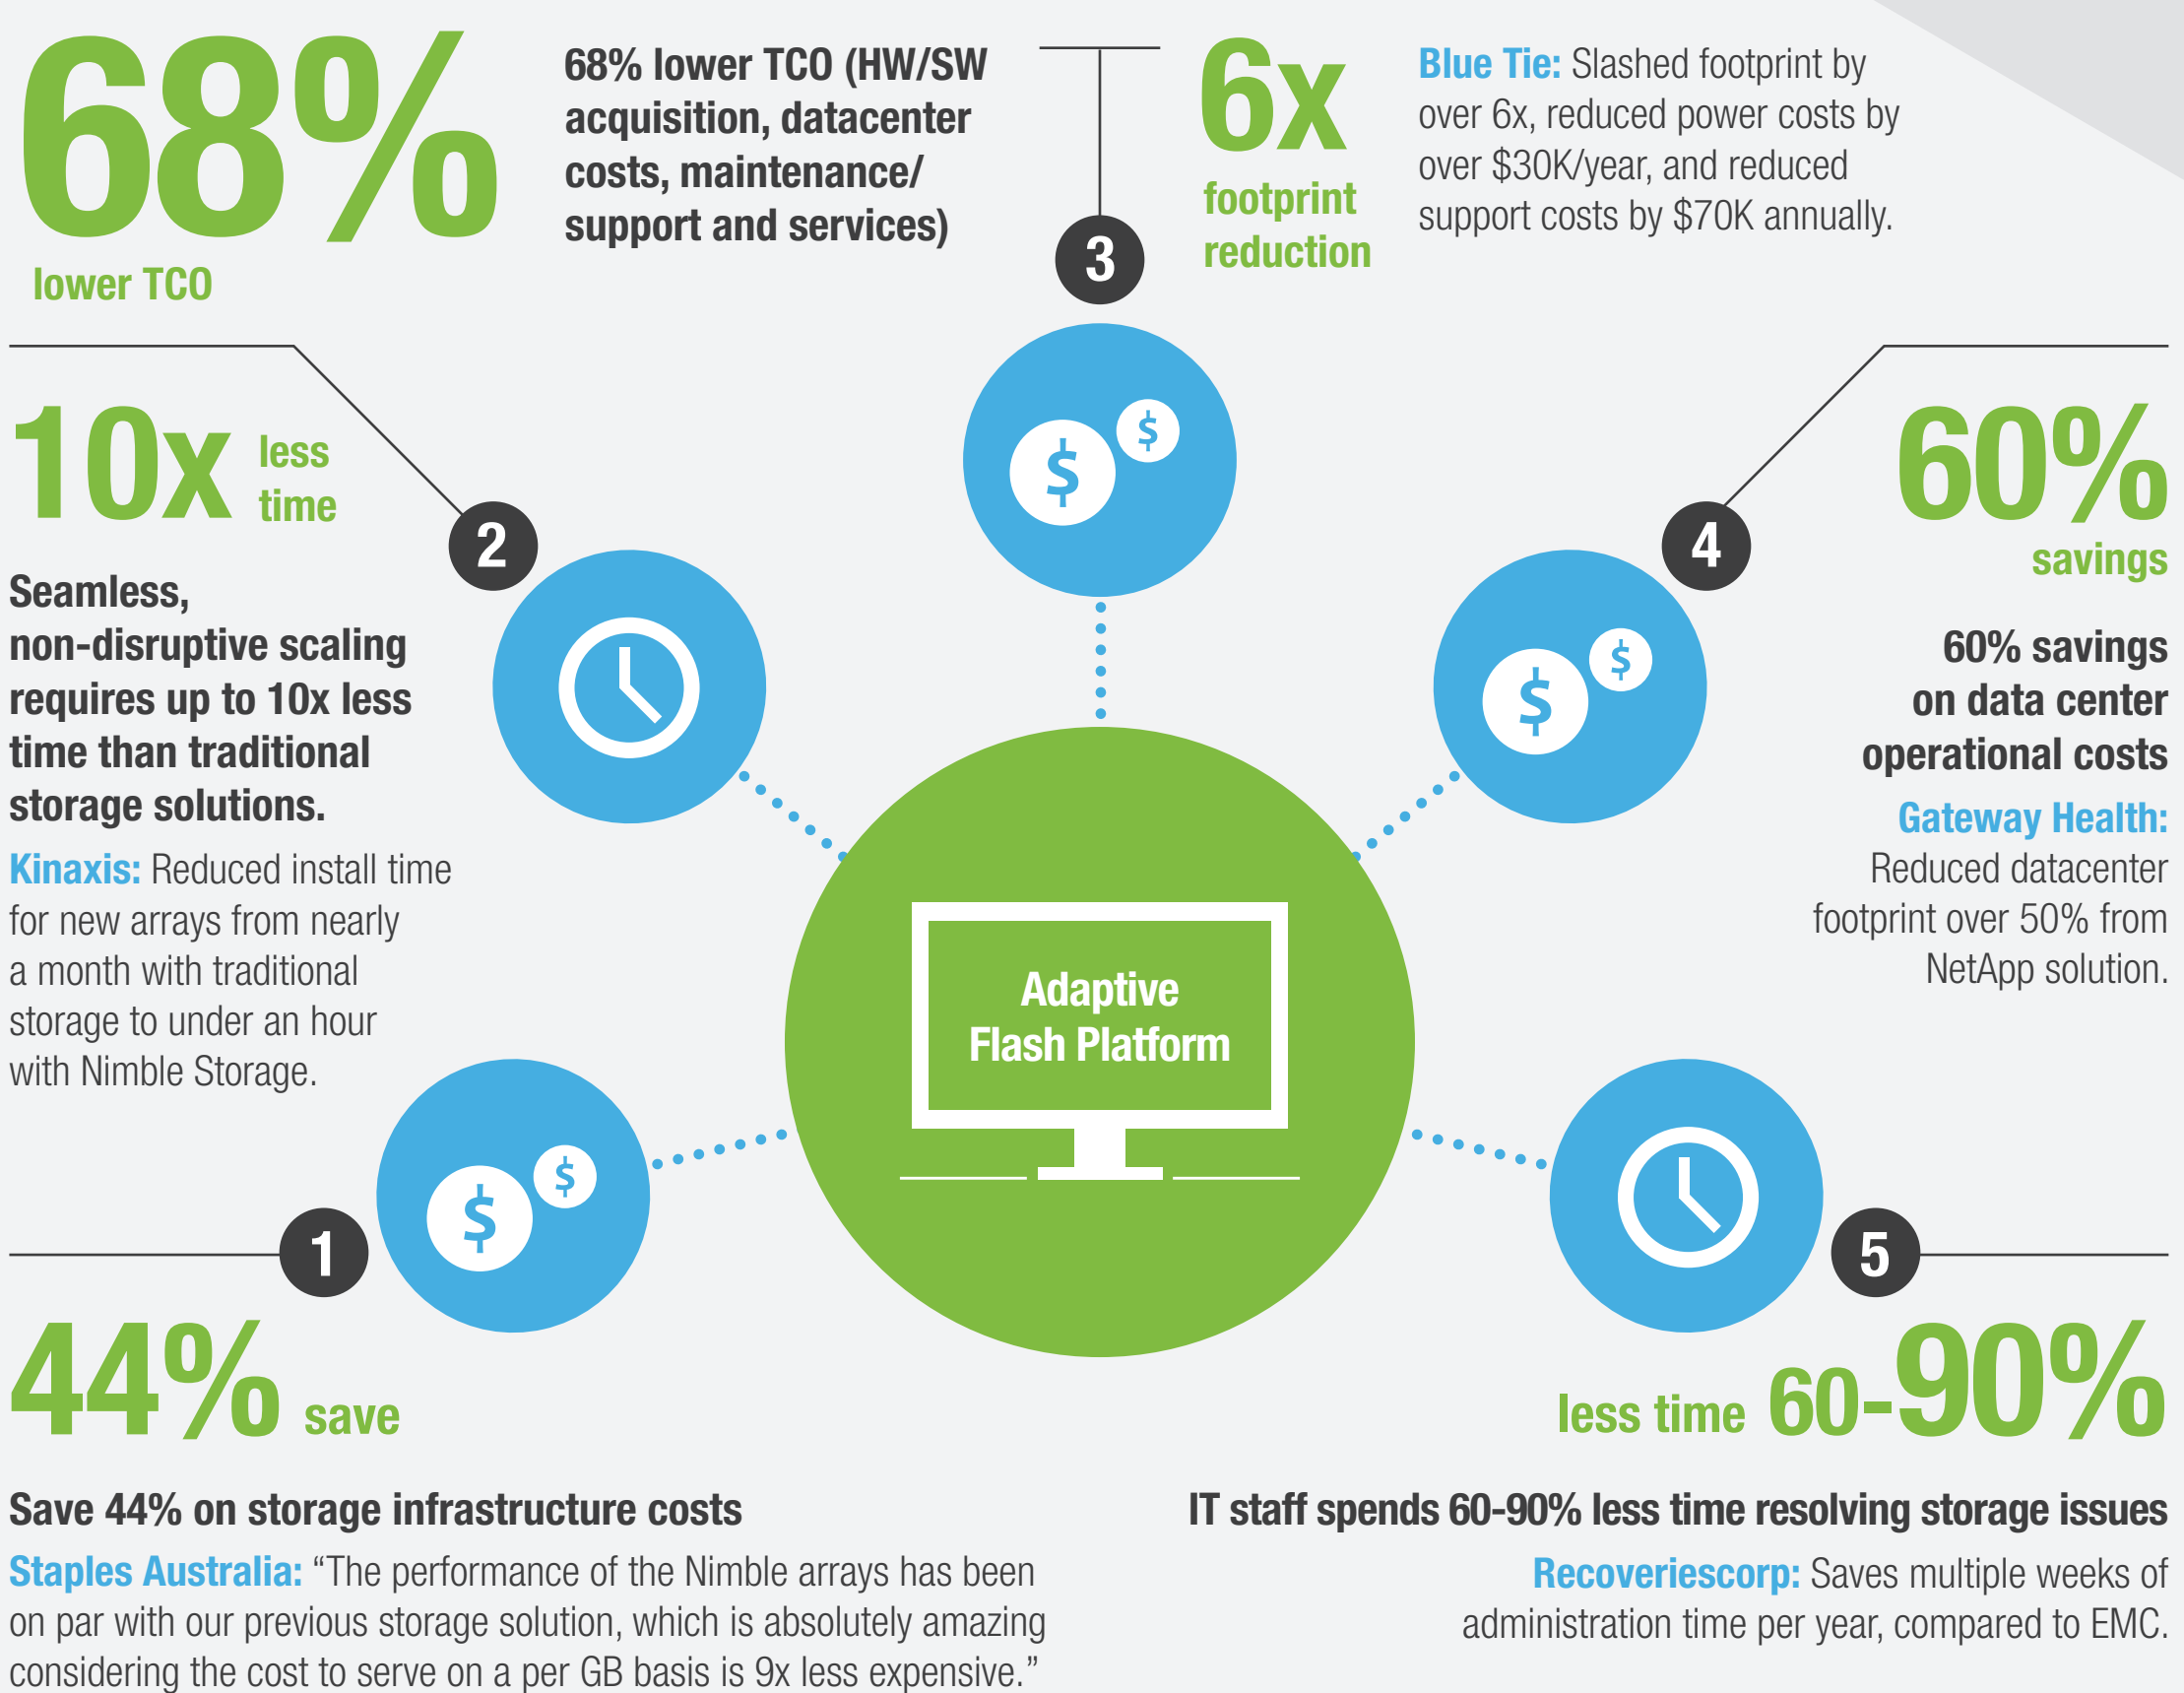 68%
lower TCO
68% lower TCO (HW/SW
acquisition, datacenter
costs, maintenance/
support and services)
3
6x
footprint
reduction
Blue Tie: Slashed footprint by
over 6x, reduced power costs by
over $30K/year, and reduced
support costs by $70K annually.
$ $
10x less
time
2
Seamless,
non-disruptive scaling
requires up to 10x less
time than traditional
storage solutions.
Kinaxis: Reduced install time
for new arrays from nearly
a month with traditional
storage to under an hour
with Nimble Storage.
4
$ $
60%
savings
60% savings
on data center
operational costs
Gateway Health:
Reduced datacenter
footprint over 50% from
NetApp solution.
Adaptive
Flash Platform
1
$ $
44% save
Save 44% on storage infrastructure costs
Staples Australia: “The performance of the Nimble arrays has been
on par with our previous storage solution, which is absolutely amazing
considering the cost to serve on a per GB basis is 9x less expensive.”
5
less time 60-90%
IT staff spends 60-90% less time resolving storage issues
Recoveriescorp: Saves multiple weeks of
administration time per year, compared to EMC.